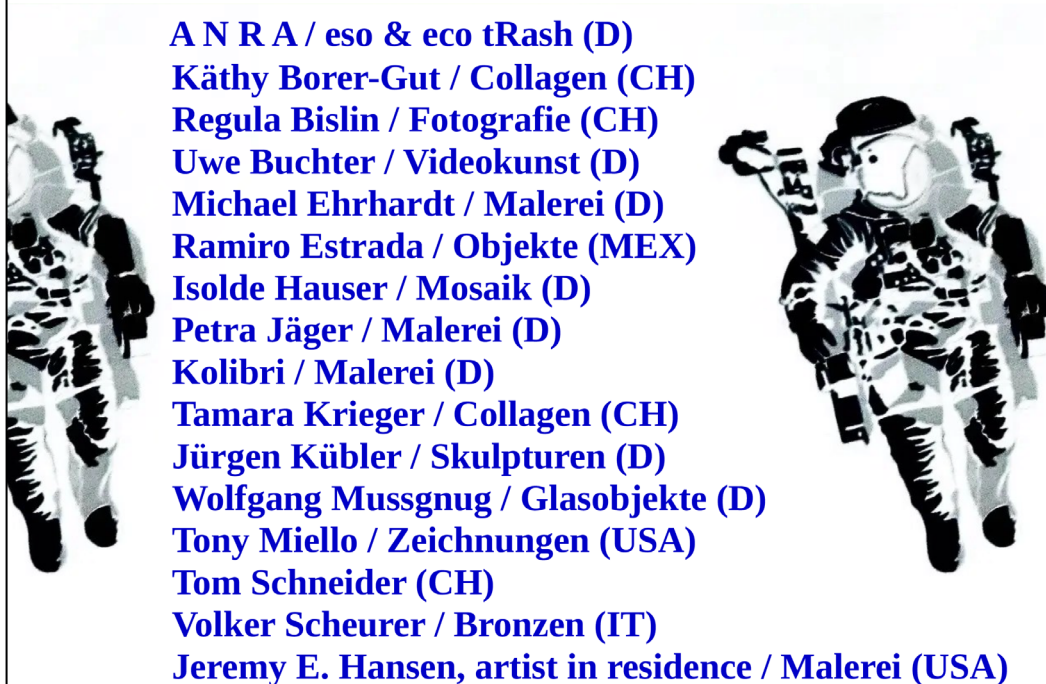 A N R A / eso & eco tRash (D)
Käthy Borer-Gut / Collagen (CH)
Regula Bislin / Fotografie (CH)
Uwe Buchter / Videokunst (D)
Michael Ehrhardt / Malerei (D)
Ramiro Estrada / Objekte (MEX)
Isolde Hauser / Mosaik (D)
Petra Jäger / Malerei (D)
Kolibri / Malerei (D)
Tamara Krieger / Collagen (CH)
Jürgen Kübler / Skulpturen (D)
Wolfgang Mussgnug / Glasobjekte (D)
Tony Miello / Zeichnungen (USA)
Tom Schneider (CH)
Volker Scheurer / Bronzen (IT)
Jeremy E. Hansen, artist in residence / Malerei (USA)